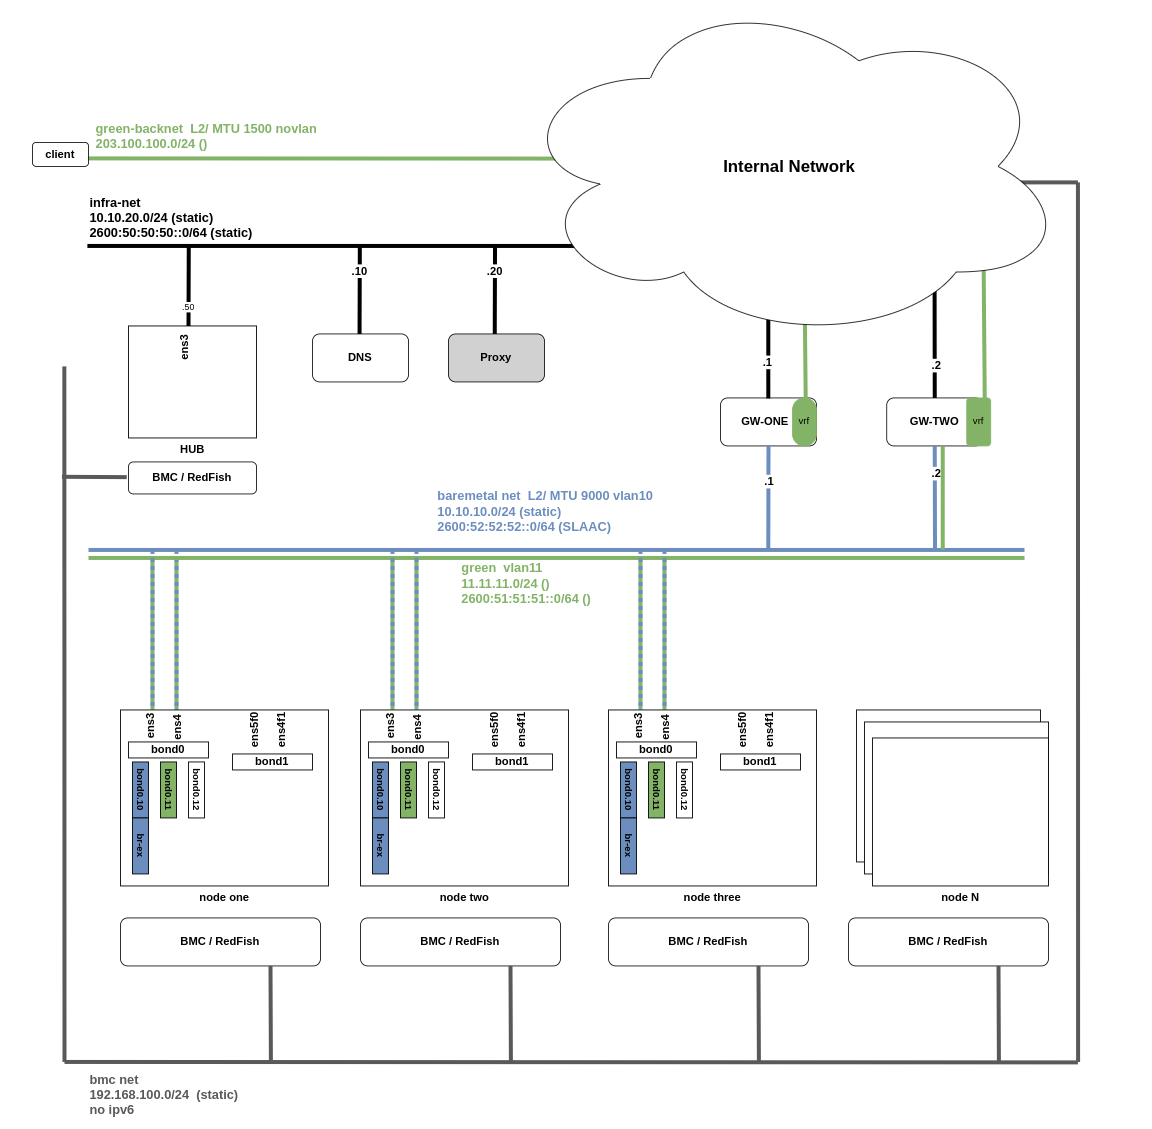 Internal Network
green-backnet  L2/ MTU 1500 novlan
203.100.100.0/24 ()
client
infra-net
10.10.20.0/24 (static)
2600:50:50:50::0/64 (static)
.10
.20
.50
ens3
DNS
Proxy
.1
.2
GW-ONE
vrf
GW-TWO
vrf
HUB
BMC / RedFish
.1
.2
baremetal net  L2/ MTU 9000 vlan10
10.10.10.0/24 (static)
2600:52:52:52::0/64 (SLAAC)
green  vlan11
11.11.11.0/24 ()
2600:51:51:51::0/64 ()
ens3
ens4
ens5f0
ens4f1
bond0
bond1
bond0.10
bond0.11
bond0.12
br-ex
node one
ens3
ens4
ens5f0
ens4f1
bond0
bond1
bond0.10
bond0.11
bond0.12
br-ex
node two
ens3
ens4
ens5f0
ens4f1
bond0
bond1
bond0.10
bond0.11
bond0.12
br-ex
node three
node N
BMC / RedFish
BMC / RedFish
BMC / RedFish
BMC / RedFish
bmc net
192.168.100.0/24  (static)
no ipv6